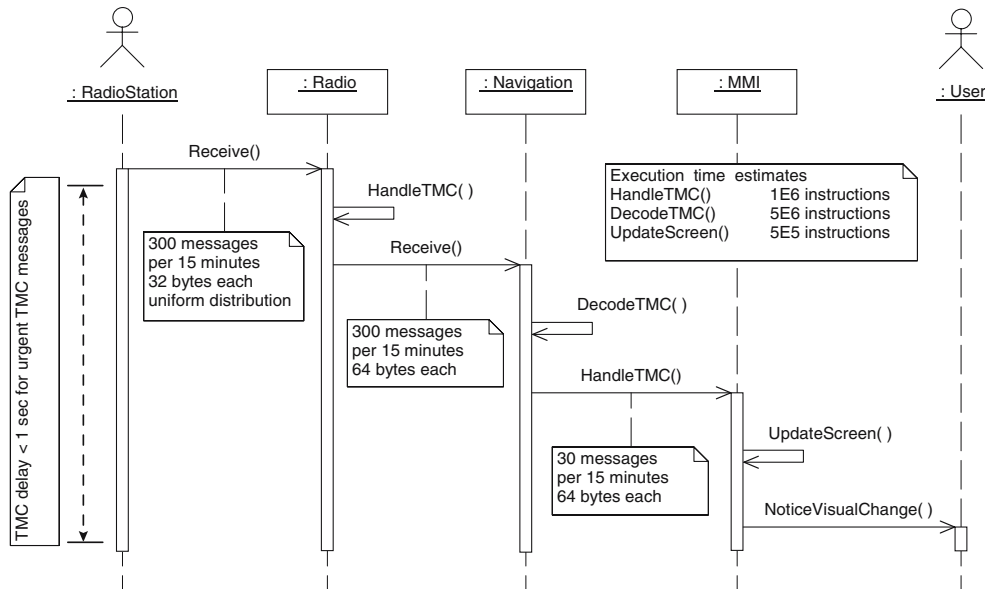 : RadioStation
: Radio
: Navigation
: MMI
: User
TMC delay < 1 sec for urgent TMC messages
Receive()
HandleTMC( )
300 messages
per 15 minutes
32 bytes each
uniform distribution
Receive()
300 messages
per 15 minutes
64 bytes each
Execution time estimates
HandleTMC() 1E6 instructions
DecodeTMC() 5E6 instructions
UpdateScreen() 5E5 instructions
DecodeTMC( )
HandleTMC()
30 messages
per 15 minutes
64 bytes each
UpdateScreen( )
NoticeVisualChange( )